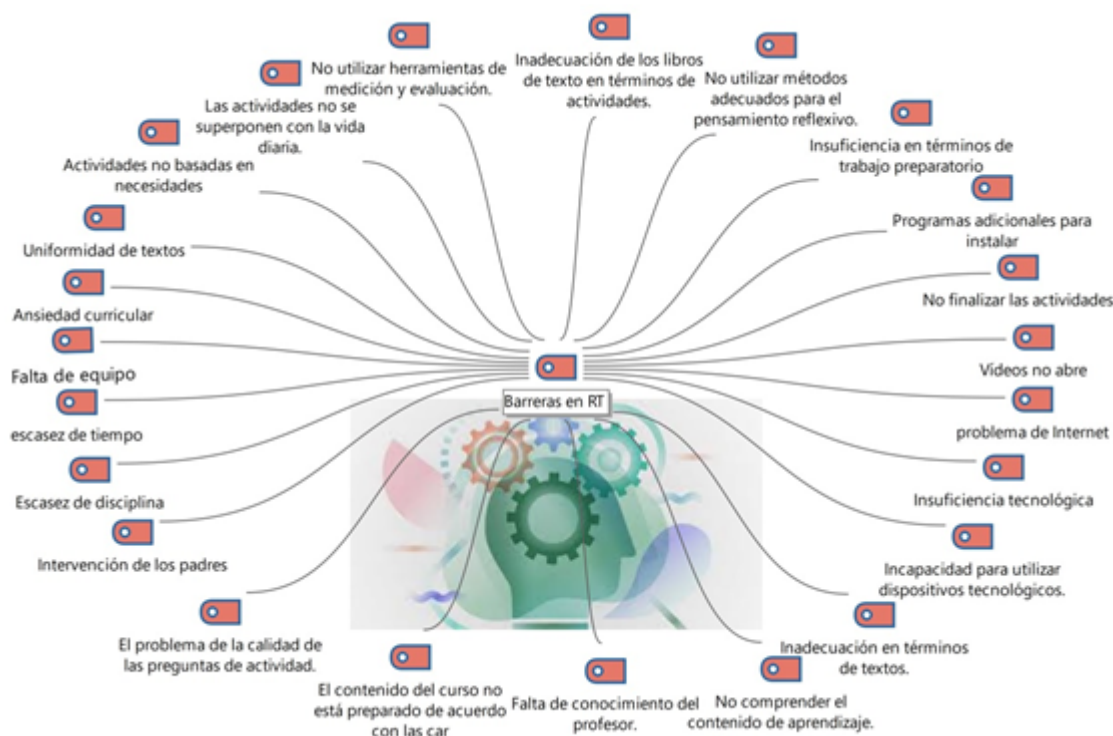 No utilizar herramientas de
medición y evaluación.
Inadecuación de los libros
de texto en términos de
actividades.
No utilizar métodos
adecuados para el
pensamiento reflexivo.
Las actividades no se
superponen con la vida
diaria.
Insuficiencia en términos de
trabajo preparatorio
Actividades no basadas en
necesidades
Programas adicionales para
instalar
Uniformidad de textos
No finalizar las actividades
Ansiedad curricular
Vídeos no abre
Falta de equipo
Barreras en RT
escasez de tiempo
problema de Internet
Escasez de disciplina
Insuficiencia tecnológica
Intervención de los padres
Incapacidad para utilizar
dispositivos tecnológicos.
El problema de la calidad de
las preguntas de actividad.
Inadecuación en términos
de textos.
El contenido del curso no
está preparado de acuerdo
con las car
Falta de conocimiento del
profesor.
No comprender el
contenido de aprendizaje.